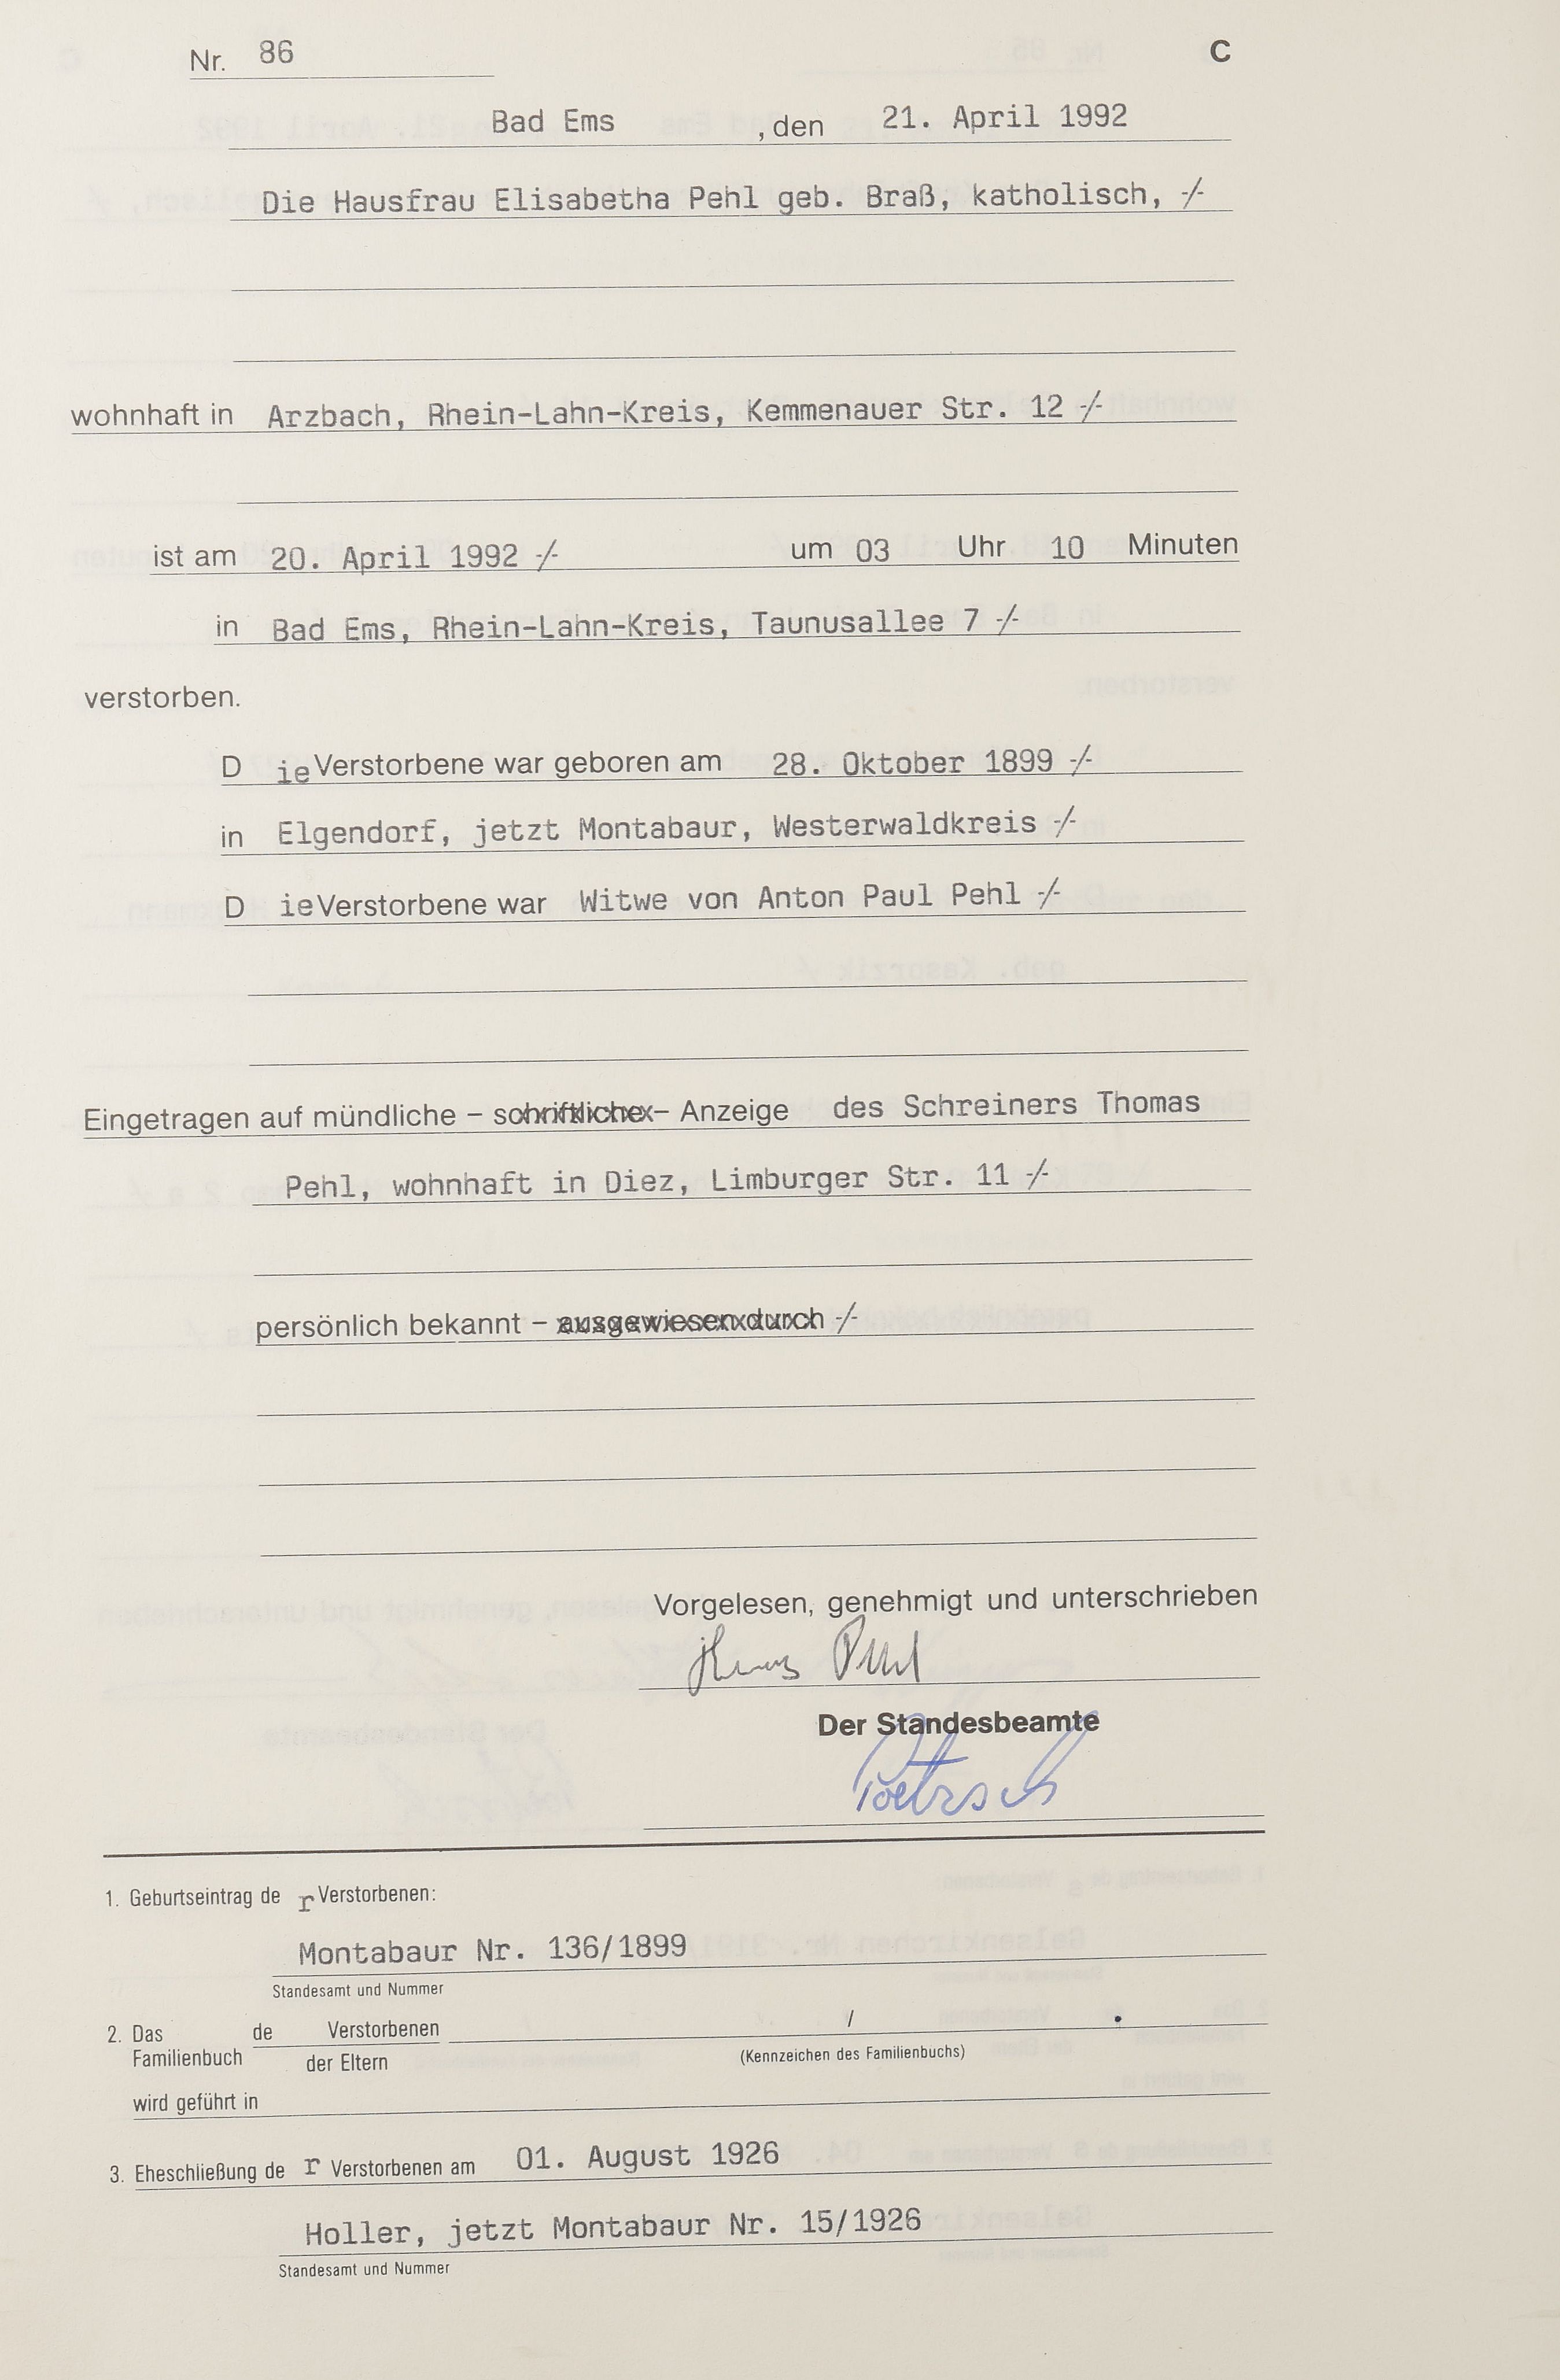 Nr. 86 C
Bad Ems , den 21. April 1992
Die Hausfrau Elisabetha Pehl geb. Braß, katholisch, -/-
wohnhaft in Arzbach, Rhein-Lahn-Kreis, Kemmenauer Str. 12 -/-
ist am 20. April 1992 -/- um 03 Uhr 10 Minuten
in Bad Ems, Rhein-Lahn-Kreis, Taunusallee 7 -/-
verstorben.
D ie Verstorbene war geboren am 28. Oktober 1899 -/-
in Elgendorf, jetzt Montabaur, Westerwaldkreis -/-
D ie Verstorbene war Witwe von Anton Paul Pehl -/-
Eingetragen auf mündliche – schriftliche – Anzeige des Schreiners Thomas
Pehl, wohnhaft in Diez, Limburger Str. 11 -/-
persönlich bekannt – ausgewiesen durch -/-
Vorgelesen, genehmigt und unterschrieben
Pehl
Der Standesbeamte
1. Geburtseintrag de r Verstorbenen:
Montabaur Nr. 136/1899
Standesamt und Nummer
2. Das de Verstorbenen /
Familienbuch der Eltern (Kennzeichen des Familienbuchs)
wird geführt in
3. Eheschließung de r Verstorbenen am 01. August 1926
Holler, jetzt Montabaur Nr. 15/1926
Standesamt und Nummer